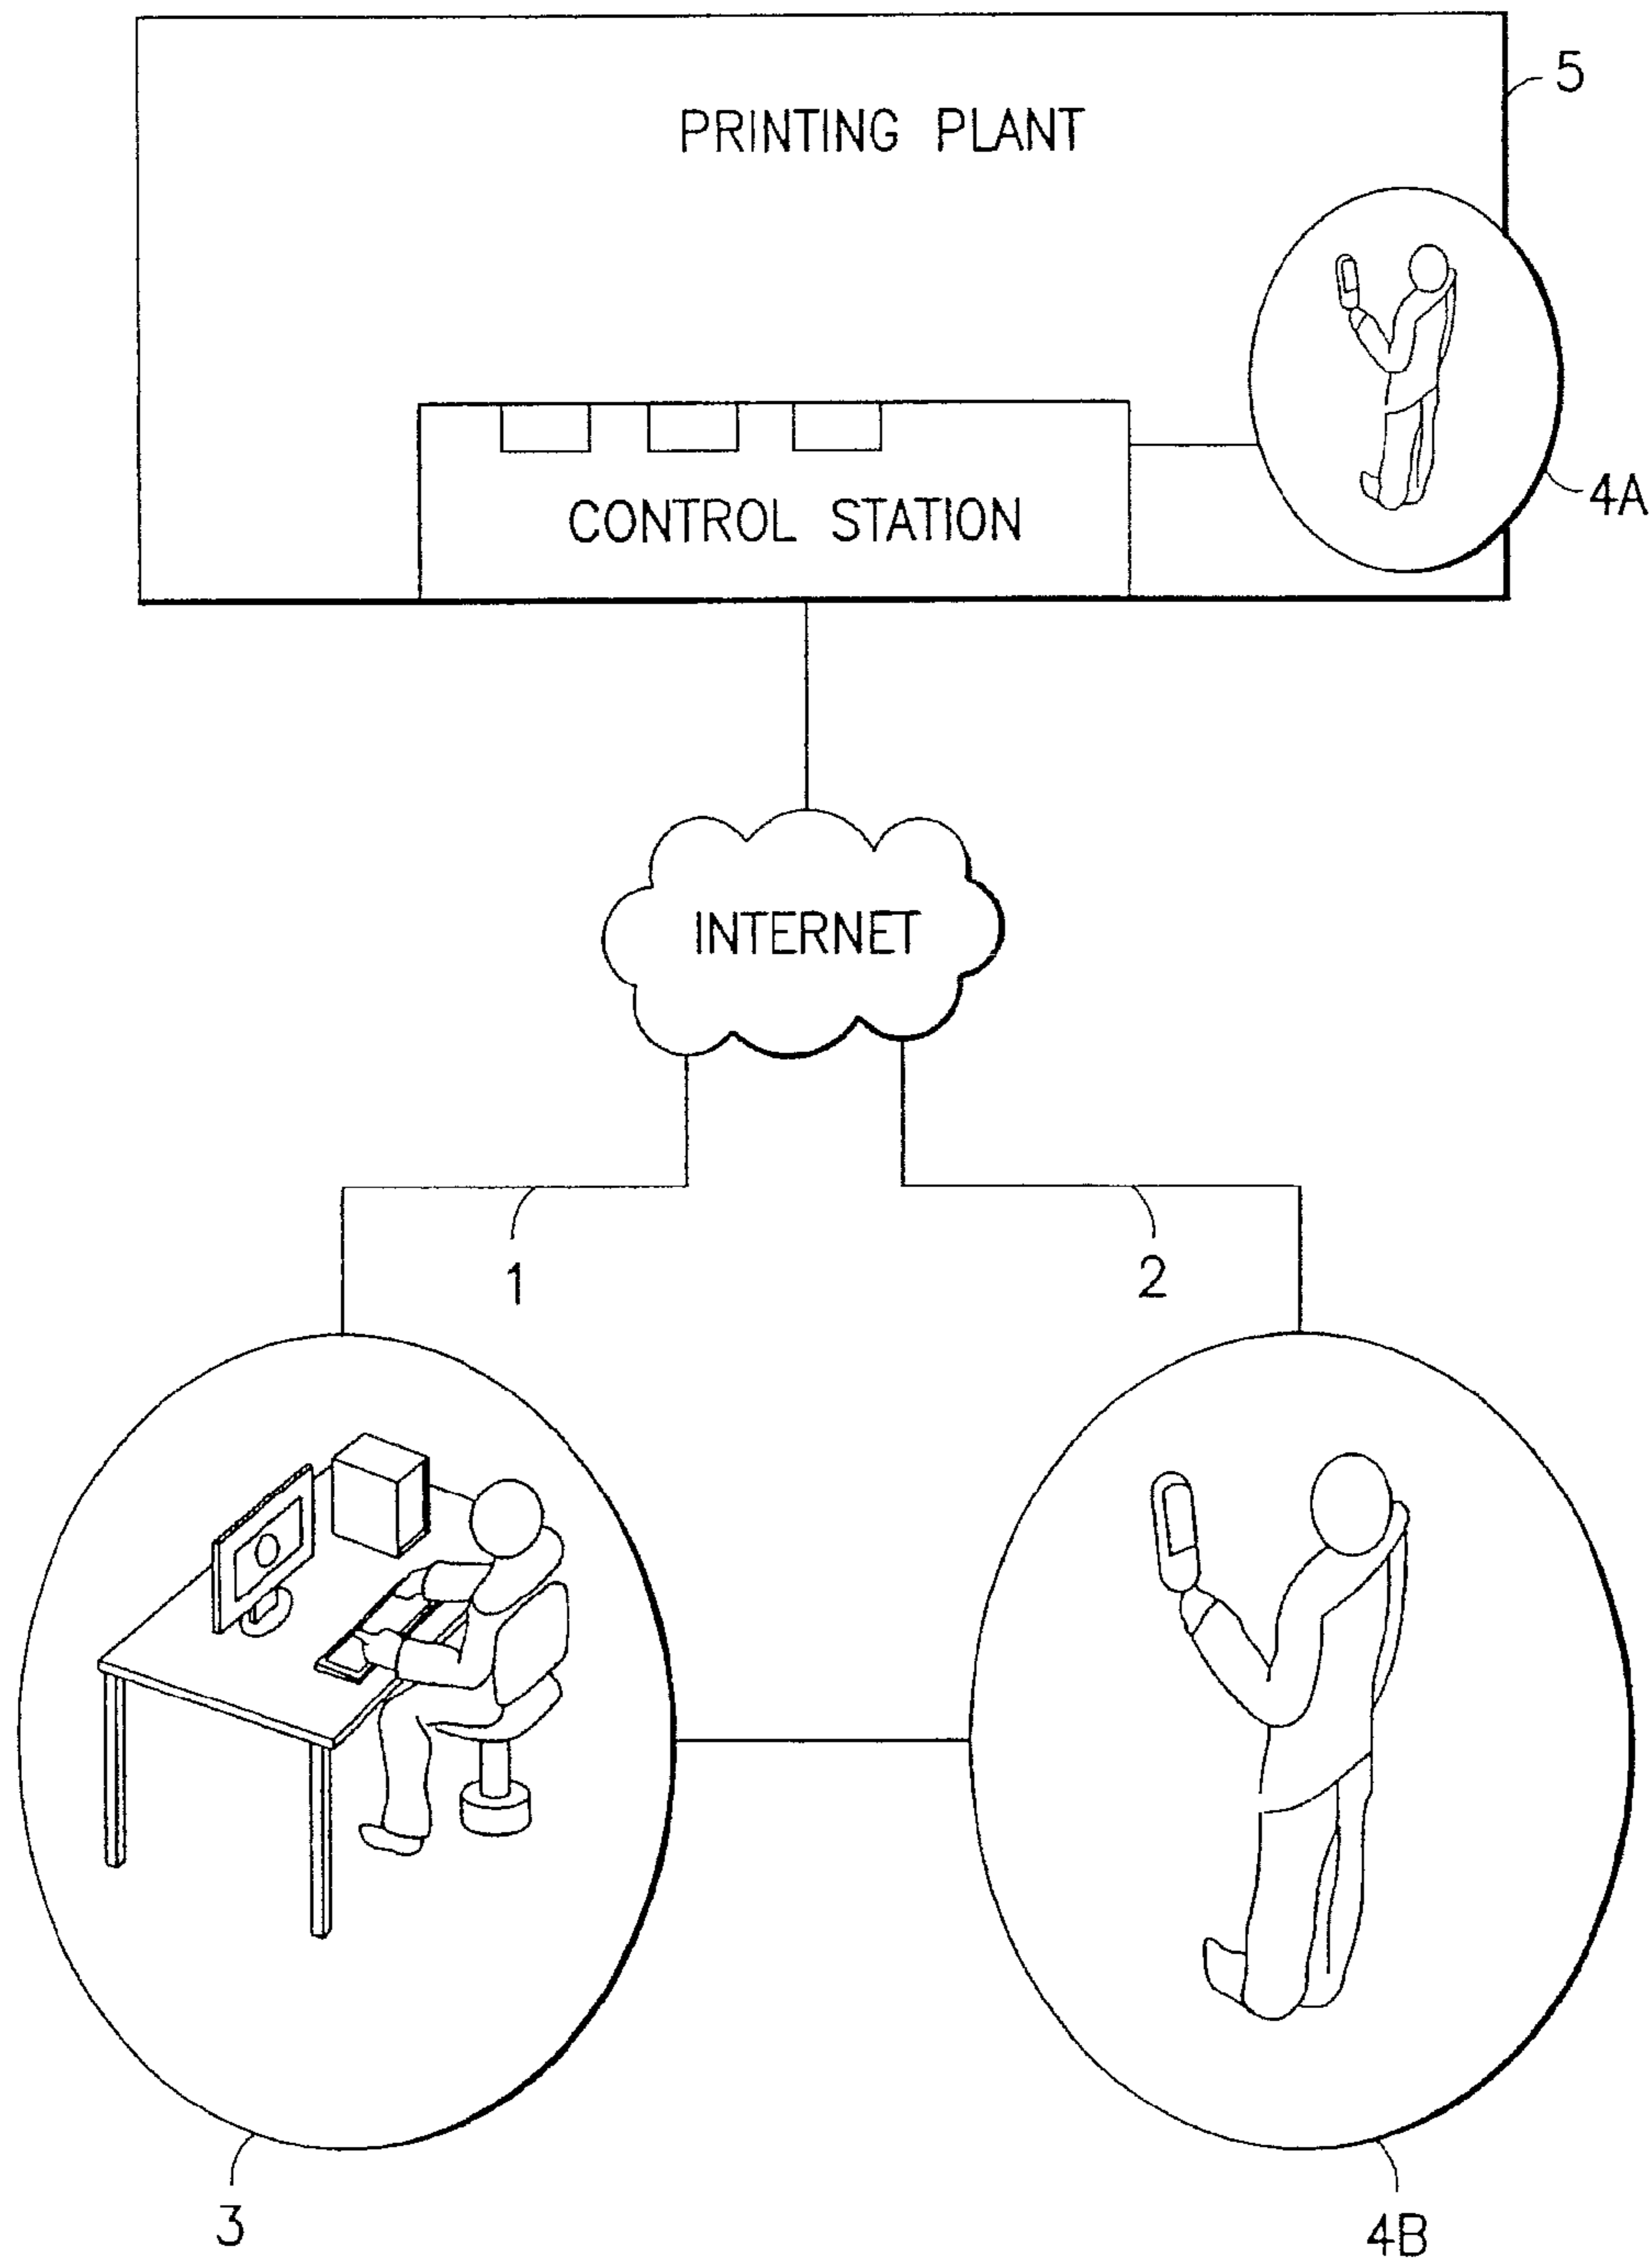 5
PRINTING PLANT
4A
CONTROL STATION
INTERNET
1
2
3
4B